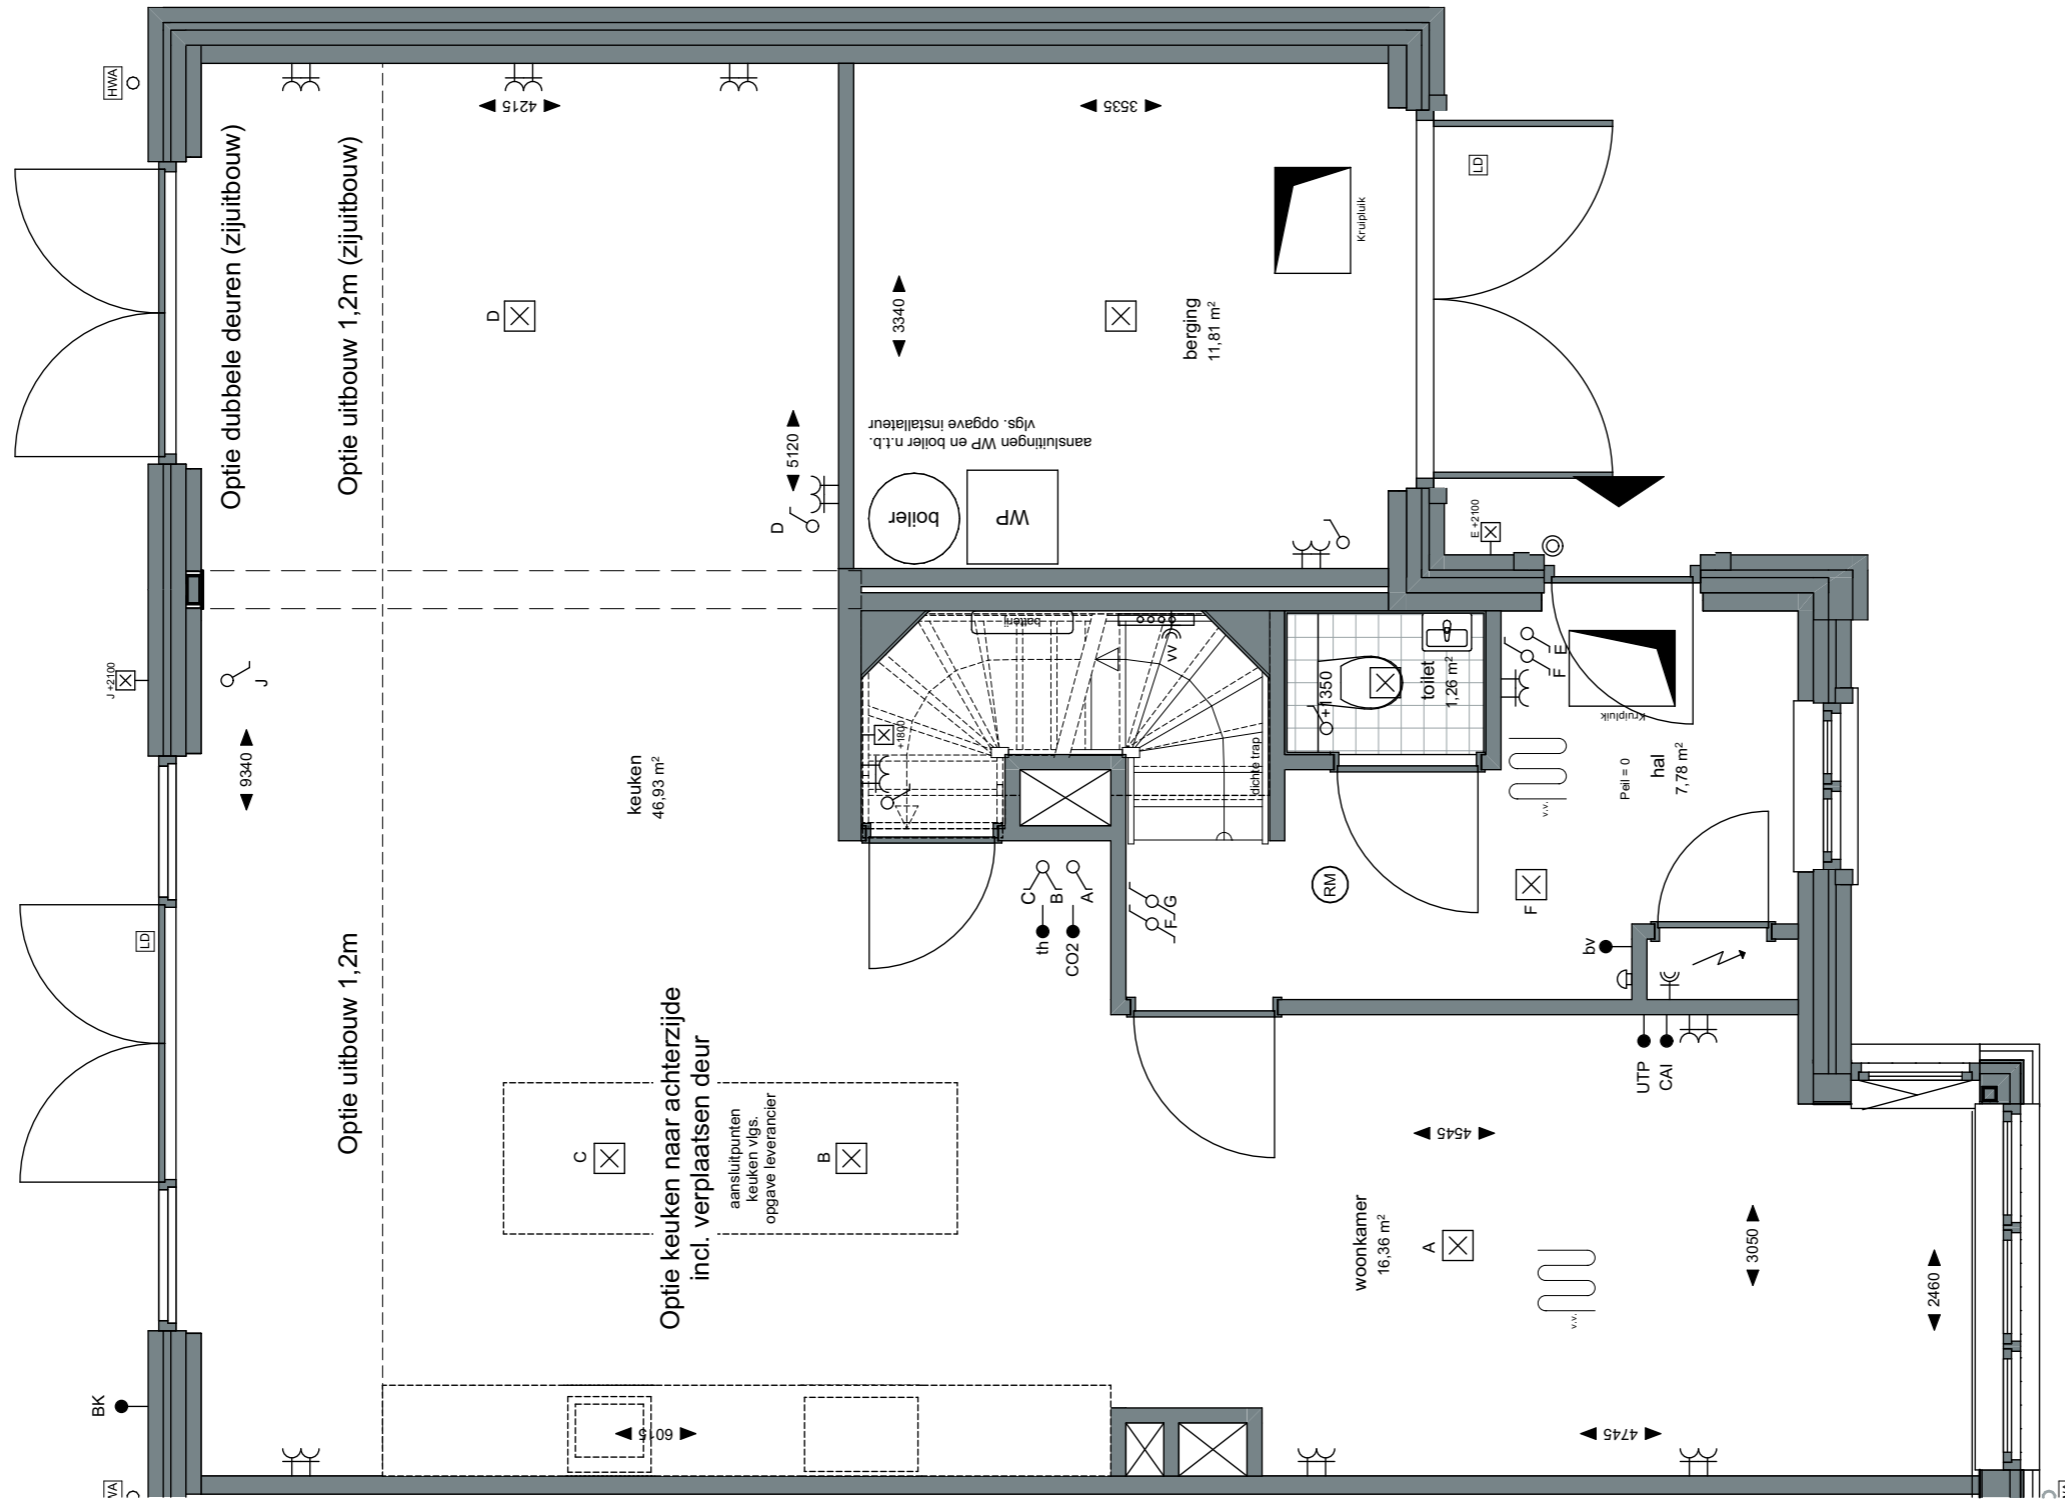 HWA
Optie dubbele deuren (zijuitbouw)
Optie uitbouw 1,2m (zijuitbouw)
4215
3535
LD
Kruipluik
D
3340
berging
11,81 m²
5120
aansluitingen WP en boiler n.t.b.
vlgs. opgave installateur
D
boiler
WP
E +2100
J +2100
J
9340
keuken
46,93 m²
batterij
vv
+1800
dichte trap
+1350
toilet
1,26 m²
E
F
Kruipluik
v.v.
Peil = 0
hal
7,78 m²
C
B
A
th
CO2
G
F
RM
F
bv
LD
Optie uitbouw 1,2m
UTP
CAI
Optie keuken naar achterzijde
incl. verplaatsen deur
aansluitpunten
keuken vlgs.
opgave leverancier
C
B
4545
woonkamer
16,36 m²
A
v.v.
3050
2460
BK
6015
4745